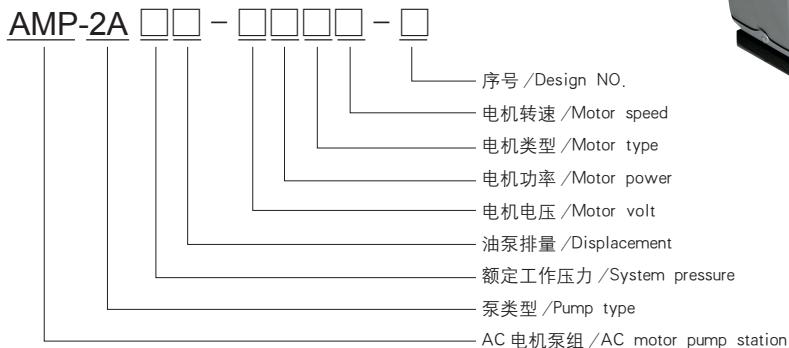 AMP-2A □□-□□□□-□
序号/Design NO.
电机转速/Motor speed
电机类型/Motor type
电机功率/Motor power
电机电压/Motor volt
油泵排量/Displacement
额定工作压力/System pressure
泵类型/Pump type
AC电机泵组/AC motor pump station